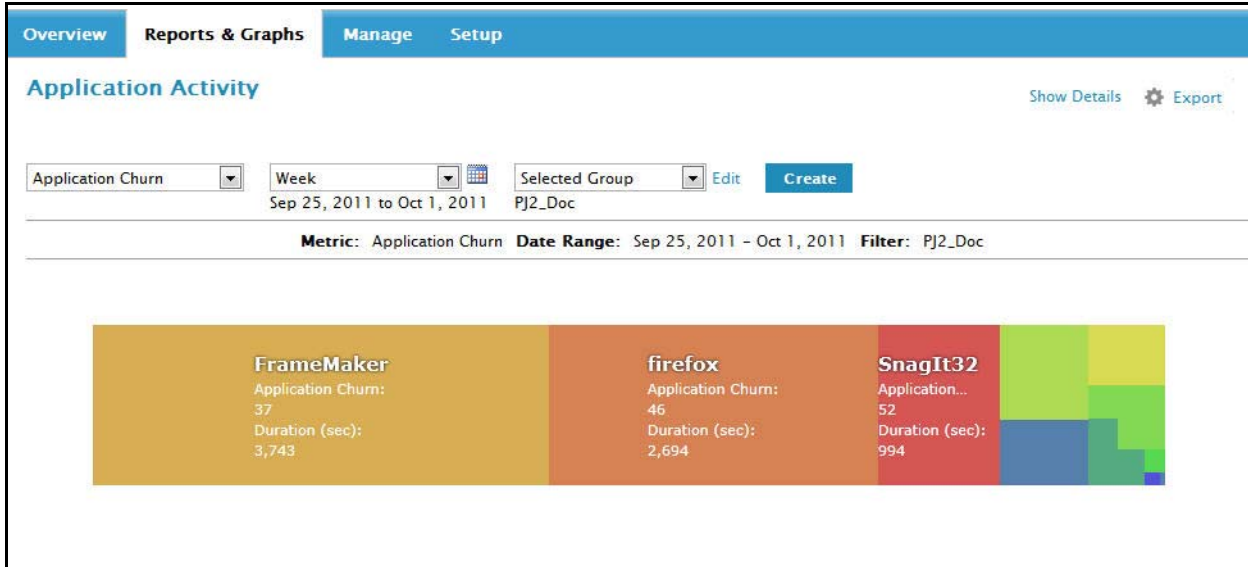 Overview Reports & Graphs Manage Setup
Application Activity
Show Details Export
Application Churn Week Selected Group Edit Create
Sep 25, 2011 to Oct 1, 2011 PJ2_Doc
Metric: Application Churn Date Range: Sep 25, 2011 – Oct 1, 2011 Filter: PJ2_Doc
FrameMaker
Application Churn:
37
Duration (sec):
3,743
firefox
Application Churn:
46
Duration (sec):
2,694
SnagIt32
Application...
52
Duration (sec):
994